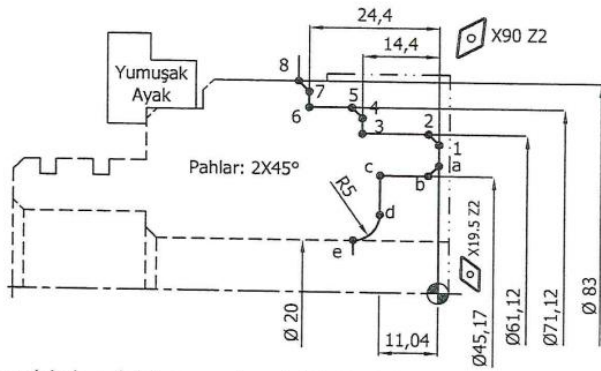 24,4
X90 Z2
14,4
8
Yumuşak
Ayak
7
5
6
4
3
2
1
a
Pahlar: 2X45°
c
b
R5
d
X19.5 Z2
e
Ø 20
11,04
Ø45,17
Ø61,12
Ø71,12
Ø 83